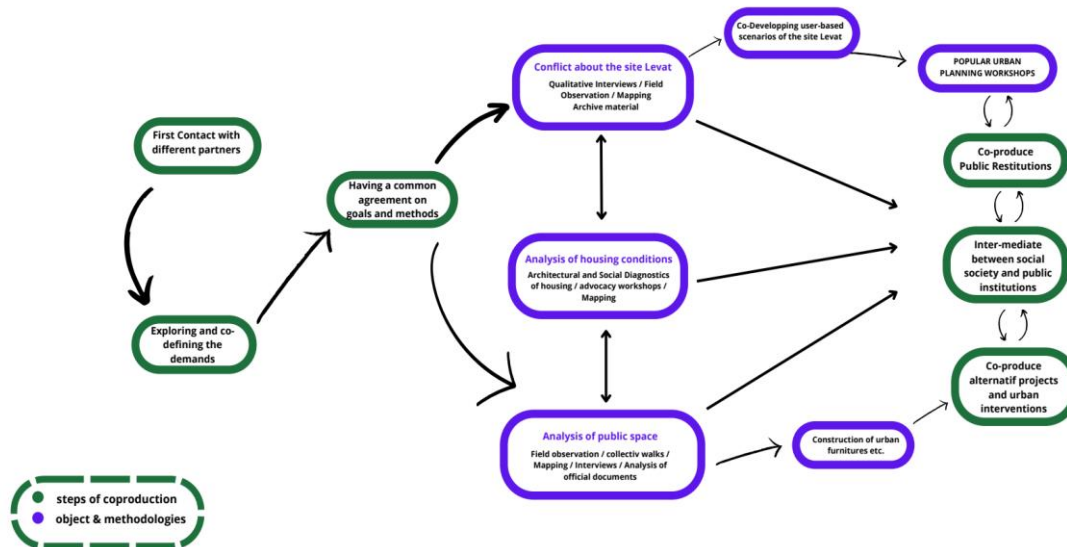 First Contact with
different partners
Exploring and co-
defining the
demands
Having a common
agreement on
goals and methods
Conflict about the site Levat
Qualitative Interviews / Field
Observation / Mapping
Archive material
Analysis of housing conditions
Architectural and Social Diagnostics
of housing / advocacy workshops /
Mapping
Analysis of public space
Field observation / collectiv walks /
Mapping / Interviews / Analysis of
official documents
Co-Developping user-based
scenarios of the site Levat
POPULAR URBAN
PLANNING WORKSHOPS
Co-produce
Public Restitutions
Inter-mediate
between social
society and public
institutions
Co-produce
alternatif projects
and urban
interventions
Construction of urban
furnitures etc.
steps of coproduction
object & methodologies